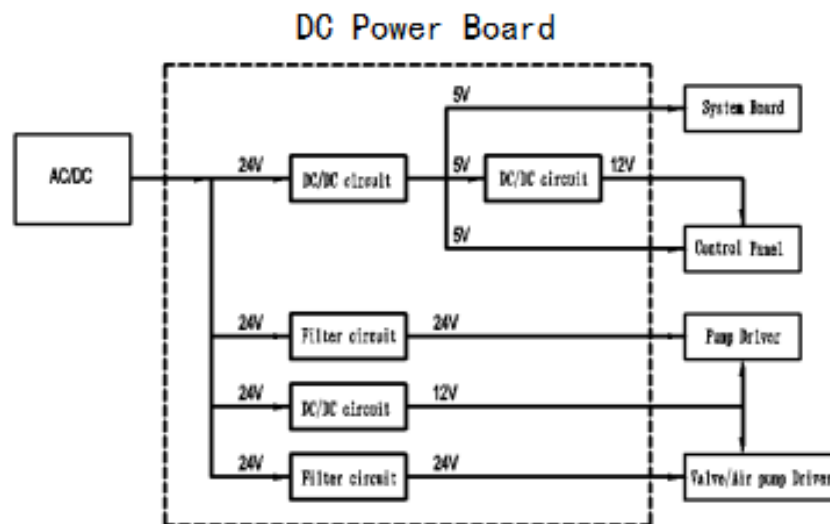 DC Power Board
5V
System Board
AC/DC
24V
DC/DC circuit
5V
DC/DC circuit
12V
5V
Control Panel
24V
Filter circuit
24V
Pump Driver
24V
DC/DC circuit
12V
24V
Filter circuit
24V
Valve/Air pump Driver